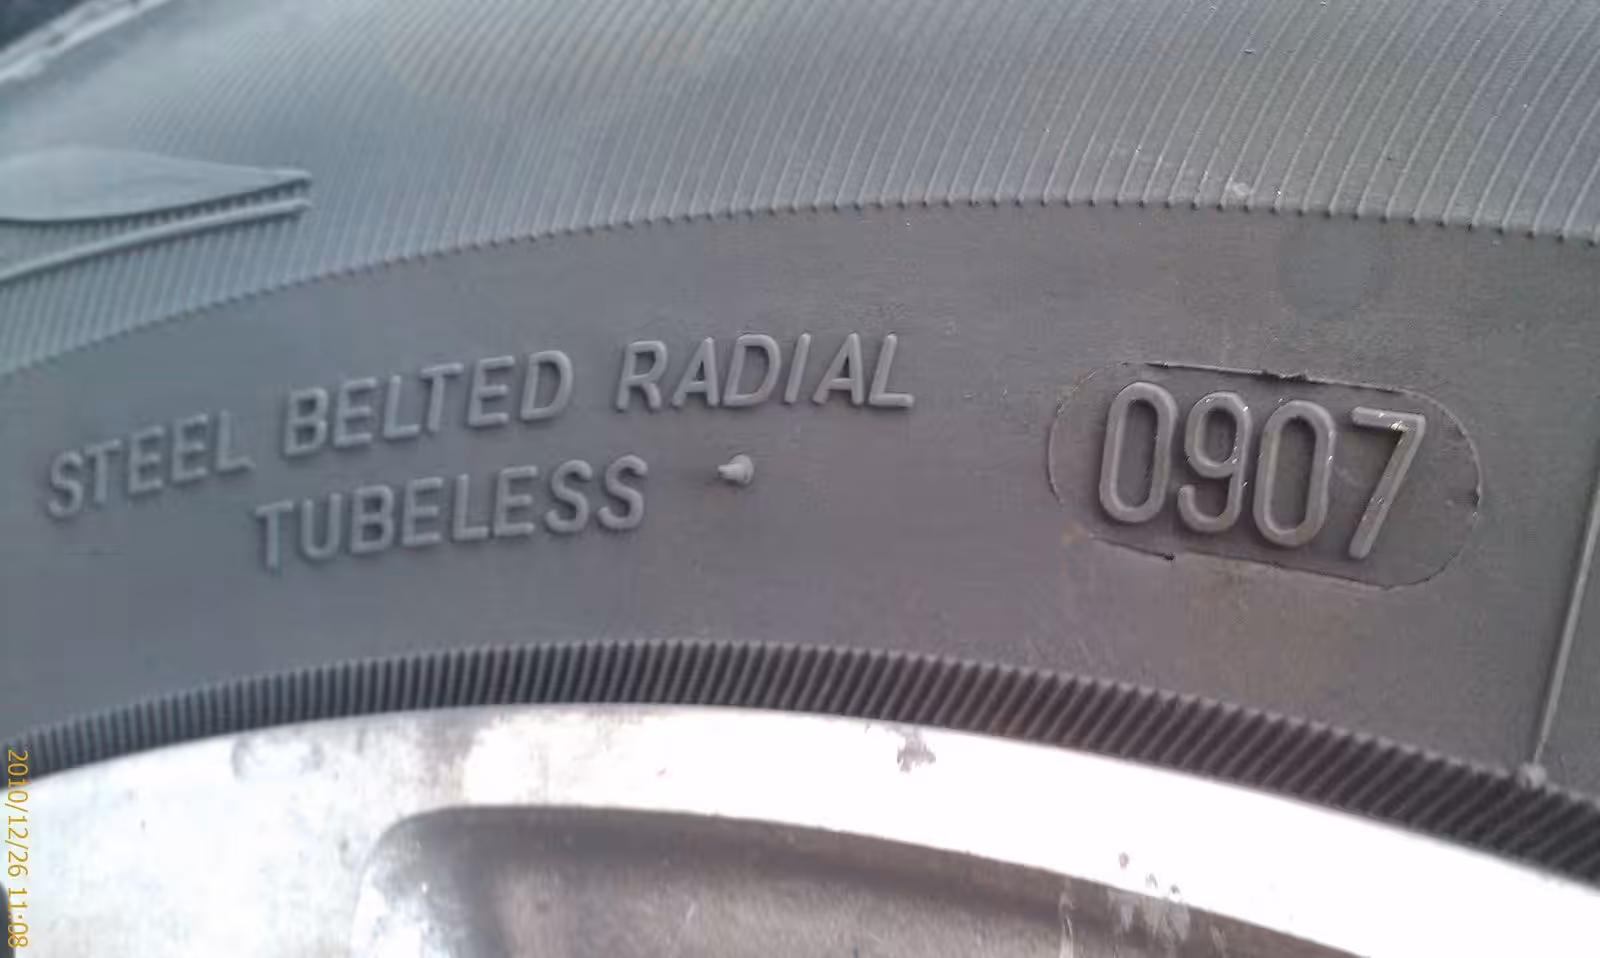 STEEL BELTED RADIAL
TUBELESS
0907
2010/12/26 11:08